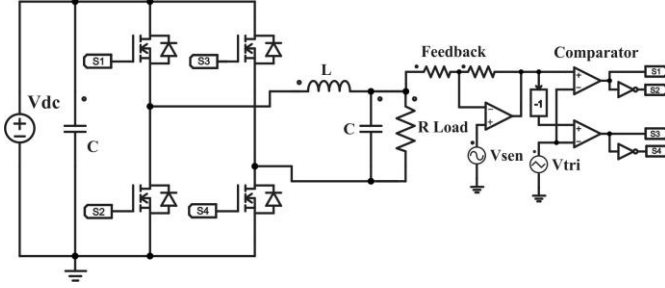 Feedback
Comparator
S1
S3
L
S1
S2
Vdc
-1
C
C
R Load
S3
S4
Vsen
Vtri
S2
S4